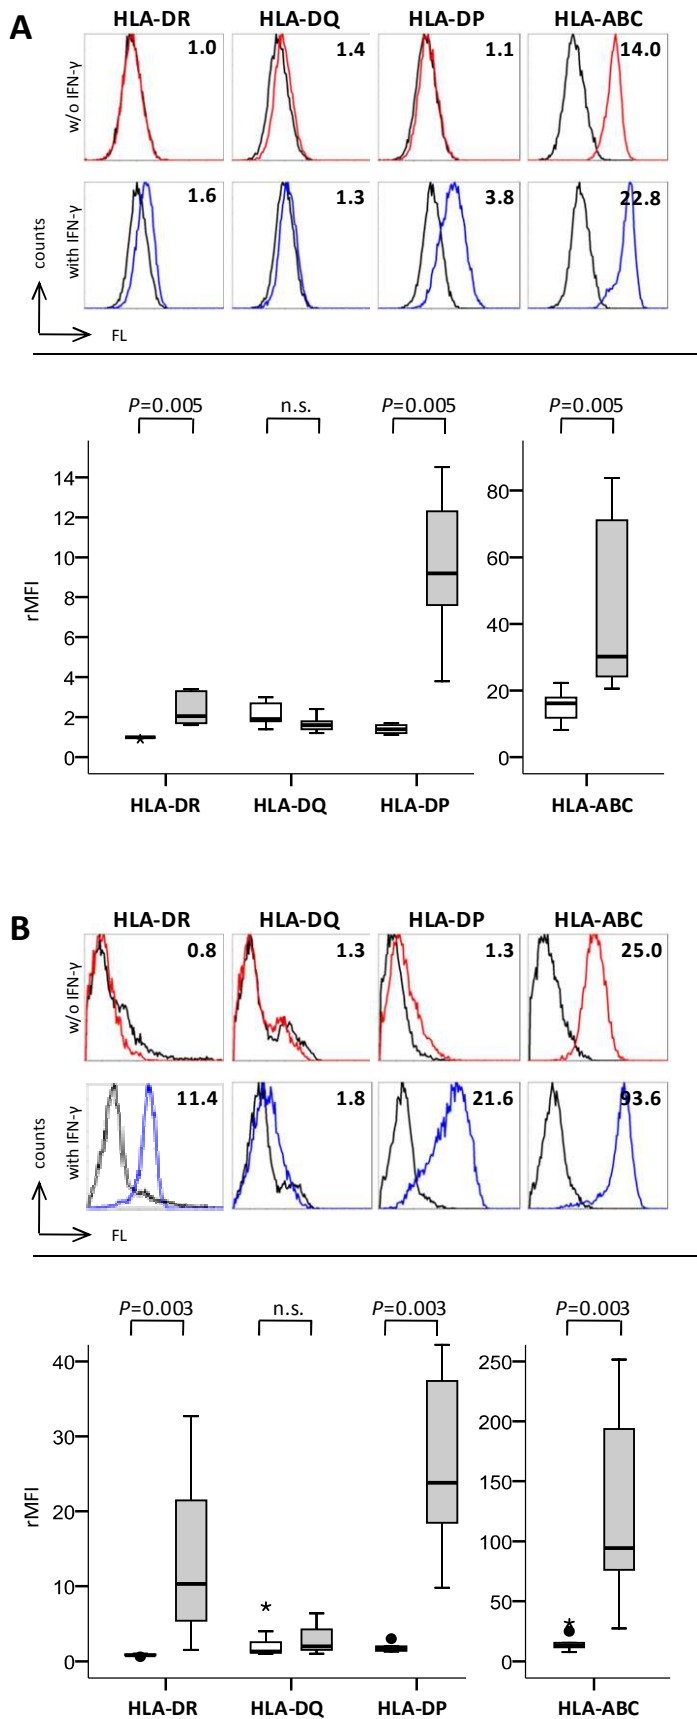 A
HLA-DR HLA-DQ HLA-DP HLA-ABC
w/o IFN-γ
1.0 1.4 1.1 14.0
with IFN-γ
1.6 1.3 3.8 22.8
counts
FL
P=0.005 n.s. P=0.005 P=0.005
rMFI
14
12
10
8
6
4
2
0
80
60
40
20
0
*
HLA-DR HLA-DQ HLA-DP HLA-ABC
B
HLA-DR HLA-DQ HLA-DP HLA-ABC
w/o IFN-γ
0.8 1.3 1.3 25.0
with IFN-γ
11.4 1.8 21.6 93.6
counts
FL
P=0.003 n.s. P=0.003 P=0.003
rMFI
40
30
20
10
0
250
200
150
100
50
0
* *
HLA-DR HLA-DQ HLA-DP HLA-ABC